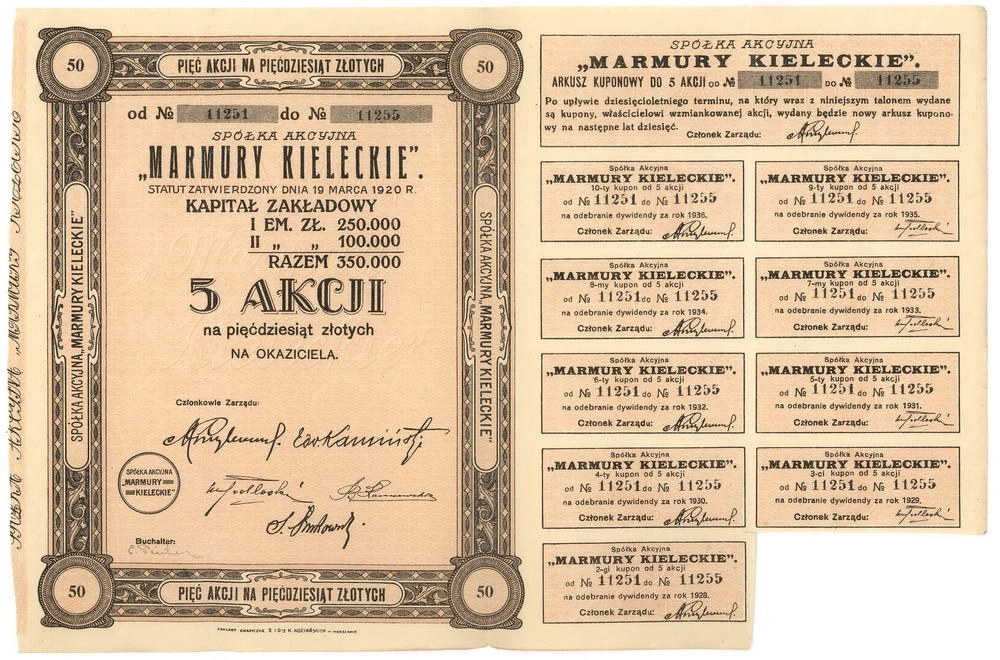 50
PIĘĆ AKCJI NA PIĘĆDZIESIĄT ZŁOTYCH
50
od № 11251 do № 11255
SPÓŁKA AKCYJNA
„MARMURY KIELECKIE”.
STATUT ZATWIERDZONY DNIA 19 MARCA 1920 R.
KAPITAŁ ZAKŁADOWY
I EM. ZŁ. 250.000
II „ „ 100.000
RAZEM 350.000
5 AKCJI
na pięćdziesiąt złotych
NA OKAZICIELA.
SPÓŁKA AKCYJNA „MARMURY KIELECKIE”
SPÓŁKA AKCYJNA „MARMURY KIELECKIE”
Członkowie Zarządu:
SPÓŁKA AKCYJNA
„MARMURY
KIELECKIE”
Buchalter:
50
PIĘĆ AKCJI NA PIĘĆDZIESIĄT ZŁOTYCH
50
SPÓŁKA AKCYJNA
„MARMURY KIELECKIE”.
ARKUSZ KUPONOWY DO 5 AKCJI OD № 11251 DO № 11255
Po upływie dziesięcioletniego terminu, na który wraz z niniejszym talonem wydane
są kupony, właścicielowi wzmiankowanej akcji, wydany będzie nowy arkusz kupono-
wy na następne lat dziesięć.
Członek Zarządu:
Spółka Akcyjna
„MARMURY KIELECKIE”.
10-ty kupon od 5 akcji
od № 11251 do № 11255
na odebranie dywidendy za rok 1936.
Członek Zarządu:
Spółka Akcyjna
„MARMURY KIELECKIE”.
9-ty kupon od 5 akcji
od № 11251 do № 11255
na odebranie dywidendy za rok 1935.
Członek Zarządu:
Spółka Akcyjna
„MARMURY KIELECKIE”.
8-my kupon od 5 akcji
od № 11251 do № 11255
na odebranie dywidendy za rok 1934.
Członek Zarządu:
Spółka Akcyjna
„MARMURY KIELECKIE”.
7-my kupon od 5 akcji
od № 11251 do № 11255
na odebranie dywidendy za rok 1933.
Członek Zarządu:
Spółka Akcyjna
„MARMURY KIELECKIE”.
6-ty kupon od 5 akcji
od № 11251 do № 11255
na odebranie dywidendy za rok 1932.
Członek Zarządu:
Spółka Akcyjna
„MARMURY KIELECKIE”.
5-ty kupon od 5 akcji
od № 11251 do № 11255
na odebranie dywidendy za rok 1931.
Członek Zarządu:
Spółka Akcyjna
„MARMURY KIELECKIE”.
4-ty kupon od 5 akcji
od № 11251 do № 11255
na odebranie dywidendy za rok 1930.
Członek Zarządu:
Spółka Akcyjna
„MARMURY KIELECKIE”.
3-ci kupon od 5 akcji
od № 11251 do № 11255
na odebranie dywidendy za rok 1929,
Członek Zarządu:
Spółka Akcyjna
„MARMURY KIELECKIE”.
2-gi kupon od 5 akcji
od № 11251 do № 11255
na odebranie dywidendy za rok 1928.
Członek Zarządu: